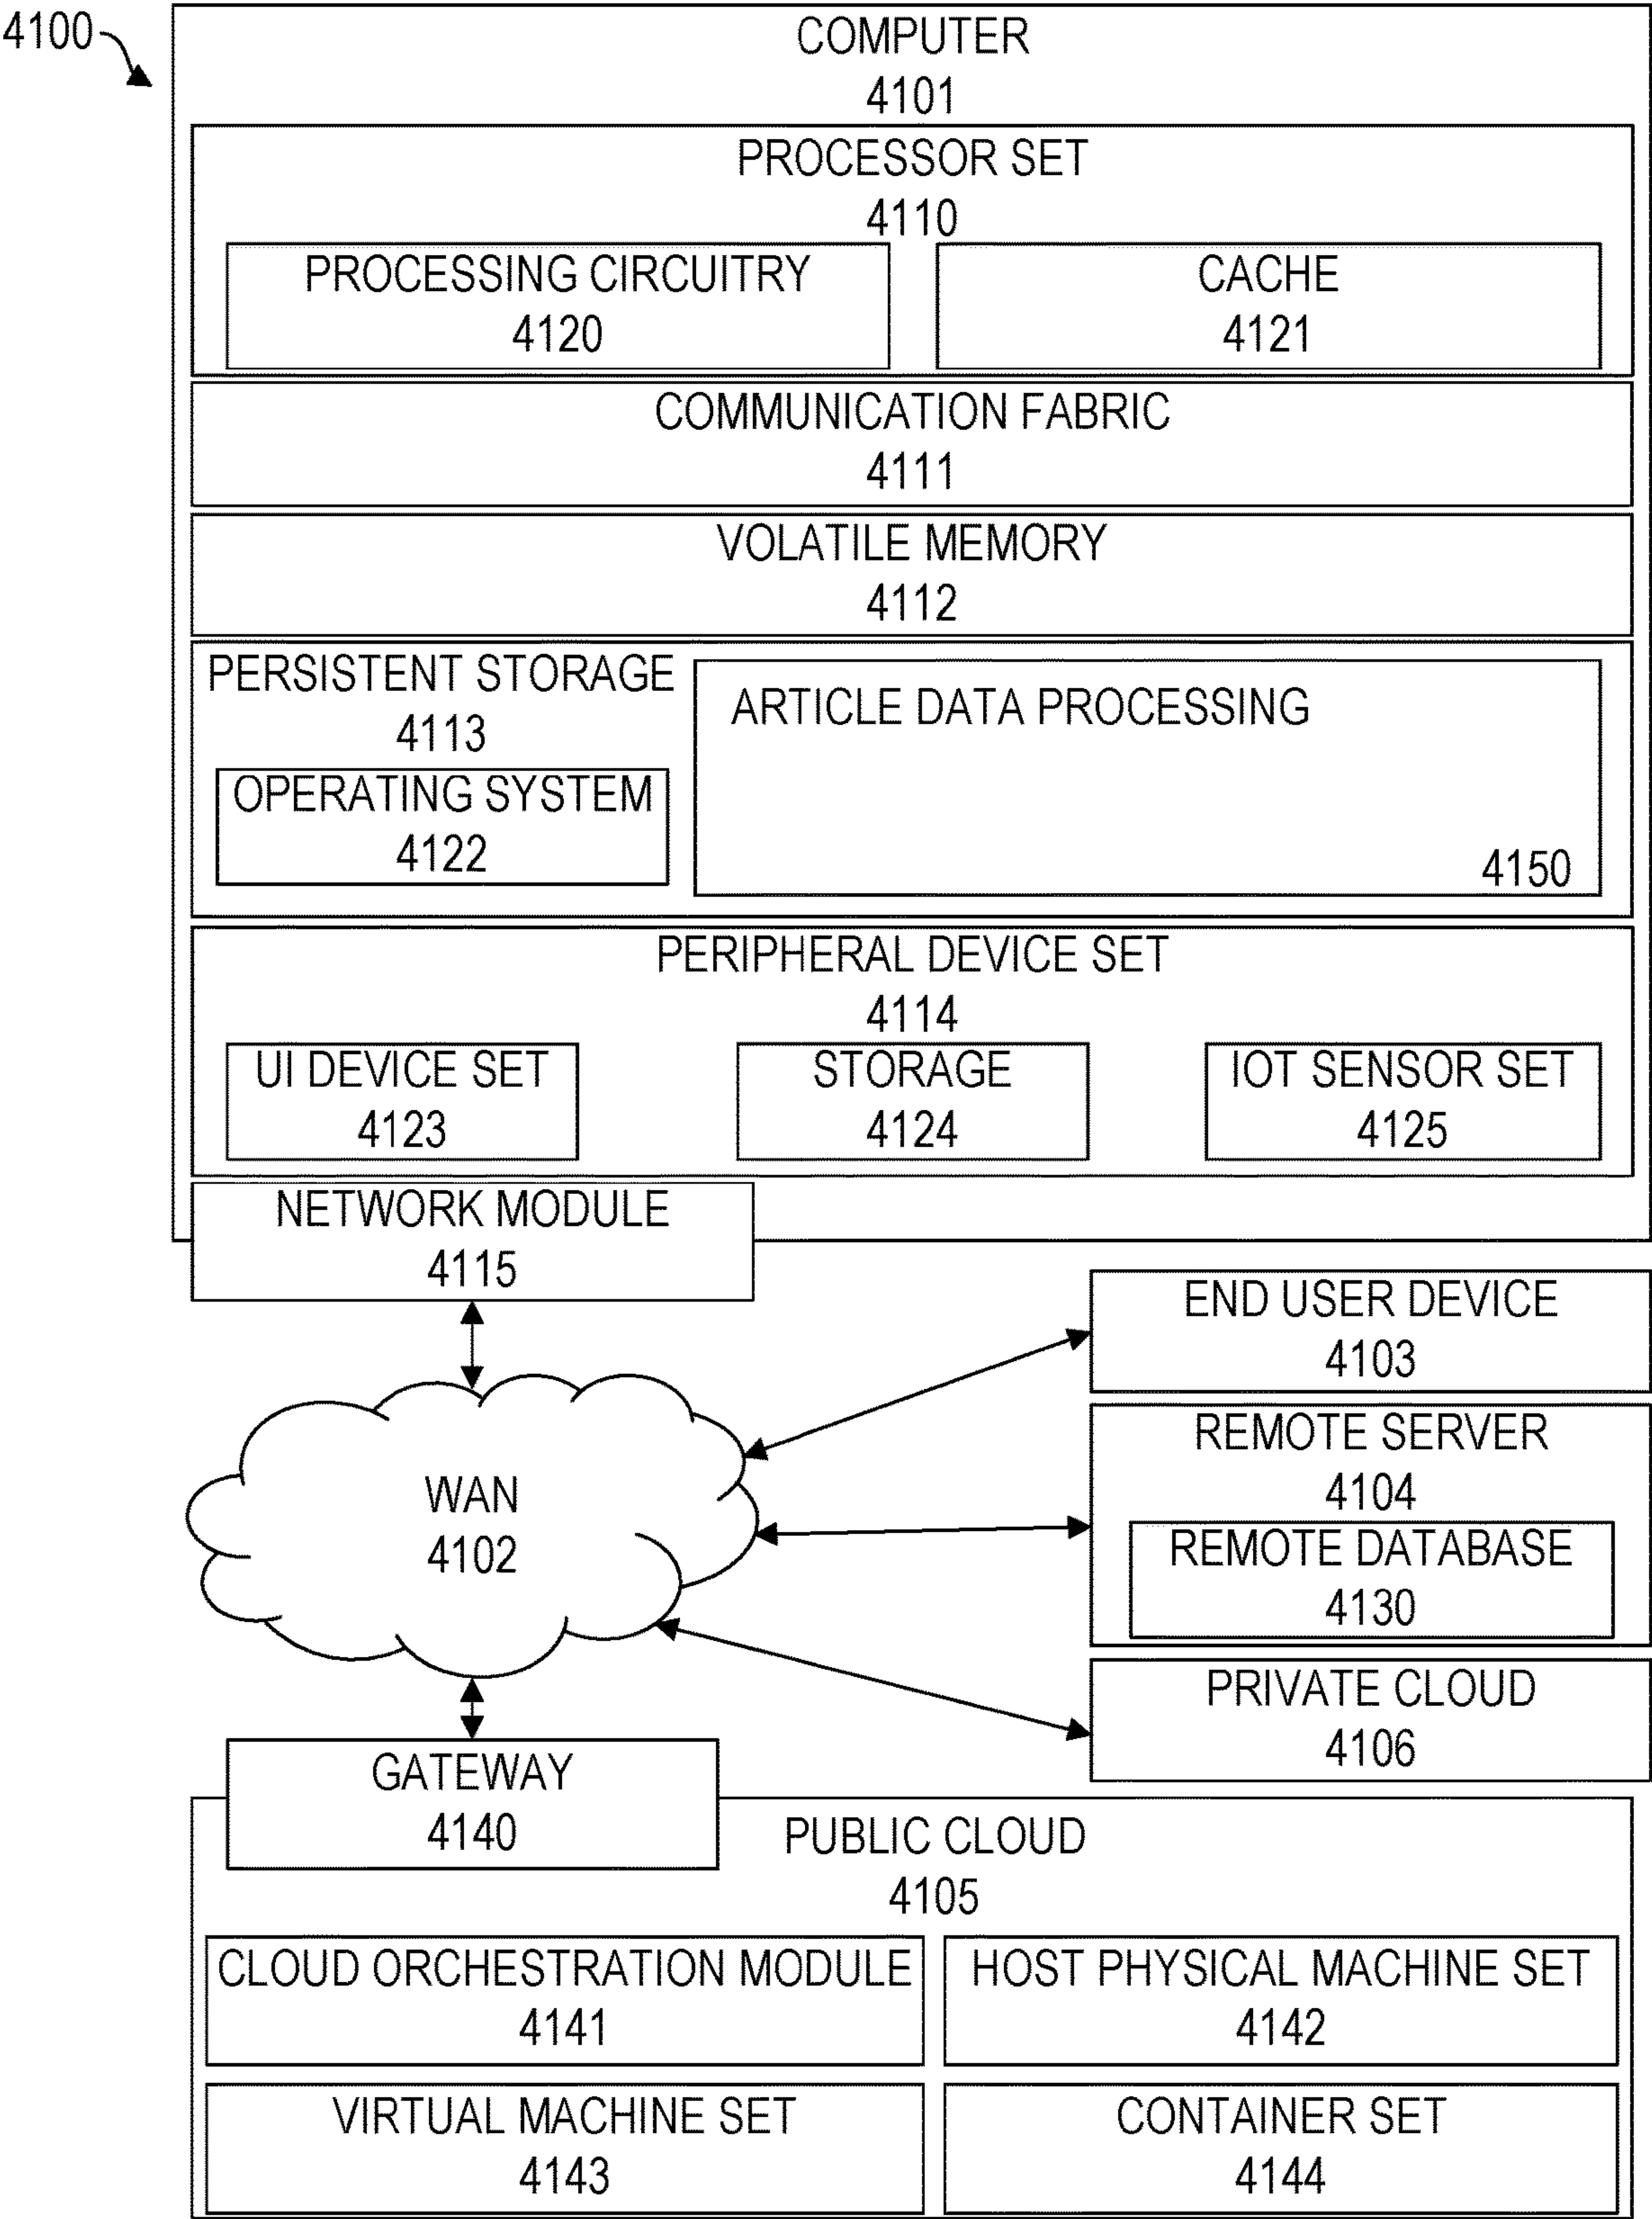 4100
COMPUTER
4101
PROCESSOR SET
4110
PROCESSING CIRCUITRY
4120
CACHE
4121
COMMUNICATION FABRIC
4111
VOLATILE MEMORY
4112
PERSISTENT STORAGE
4113
OPERATING SYSTEM
4122
ARTICLE DATA PROCESSING
4150
PERIPHERAL DEVICE SET
4114
UI DEVICE SET
4123
STORAGE
4124
IOT SENSOR SET
4125
NETWORK MODULE
4115
WAN
4102
END USER DEVICE
4103
REMOTE SERVER
4104
REMOTE DATABASE
4130
PRIVATE CLOUD
4106
GATEWAY
4140
PUBLIC CLOUD
4105
CLOUD ORCHESTRATION MODULE
4141
HOST PHYSICAL MACHINE SET
4142
VIRTUAL MACHINE SET
4143
CONTAINER SET
4144